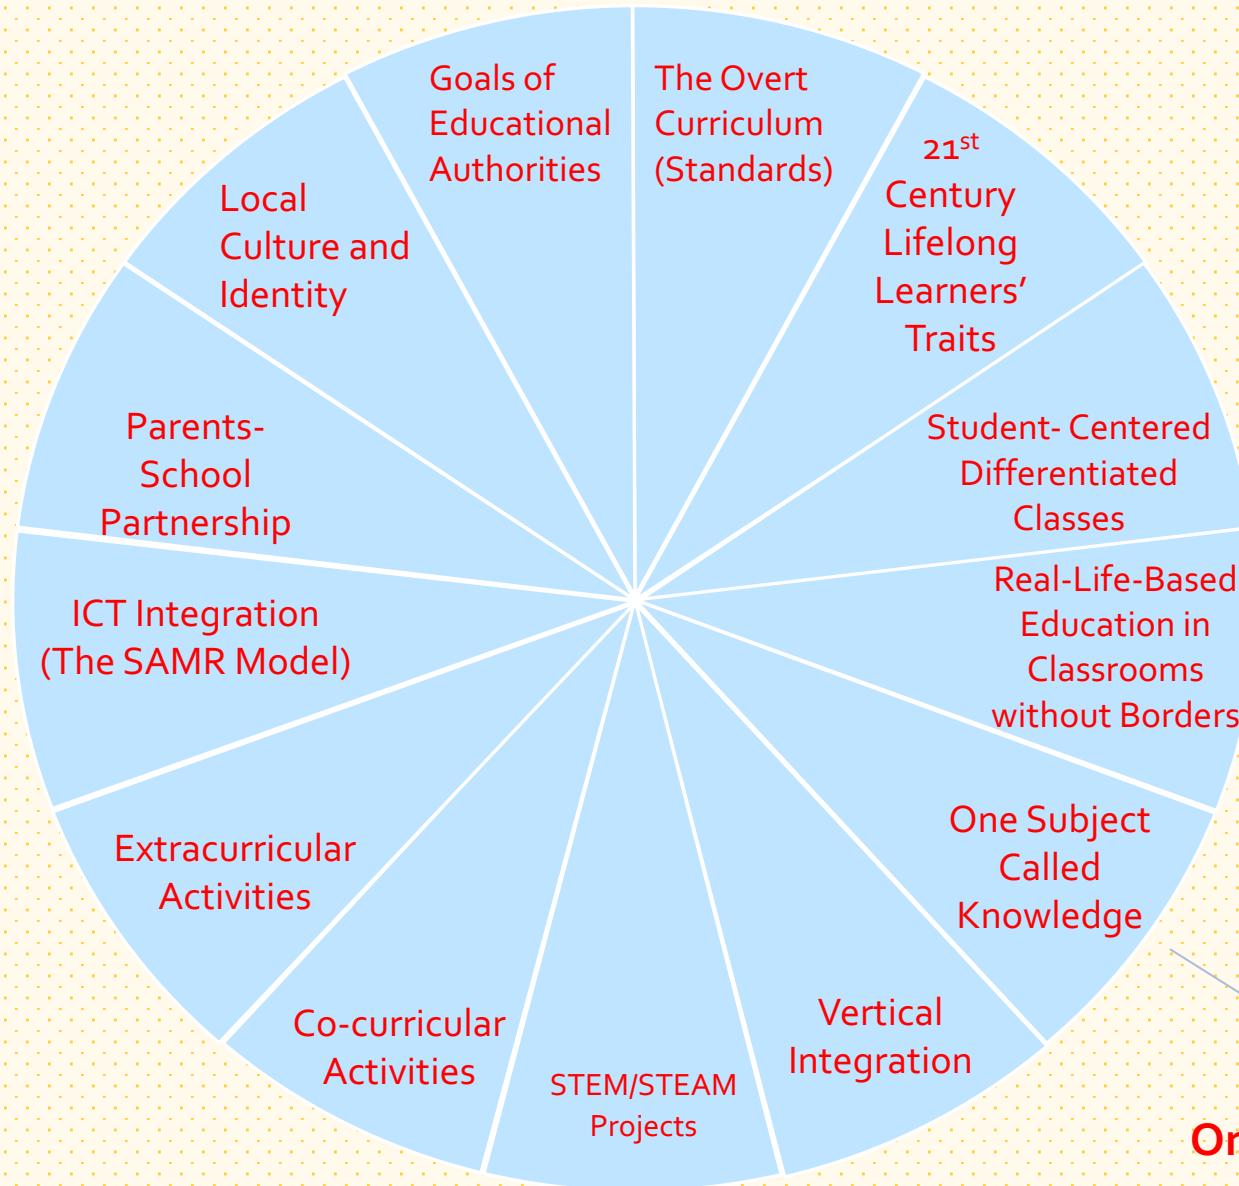 Goals of
Educational
Authorities
The Overt
Curriculum
(Standards)
21st
Century
Lifelong
Learners’
Traits
Student- Centered
Differentiated
Classes
Real-Life-Based
Education in
Classrooms
without Borders
One Subject
Called
Knowledge
Vertical
Integration
STEM/STEAM
Projects
Co-curricular
Activities
Extracurricular
Activities
ICT Integration
(The SAMR Model)
Parents-
School
Partnership
Local
Culture and
Identity